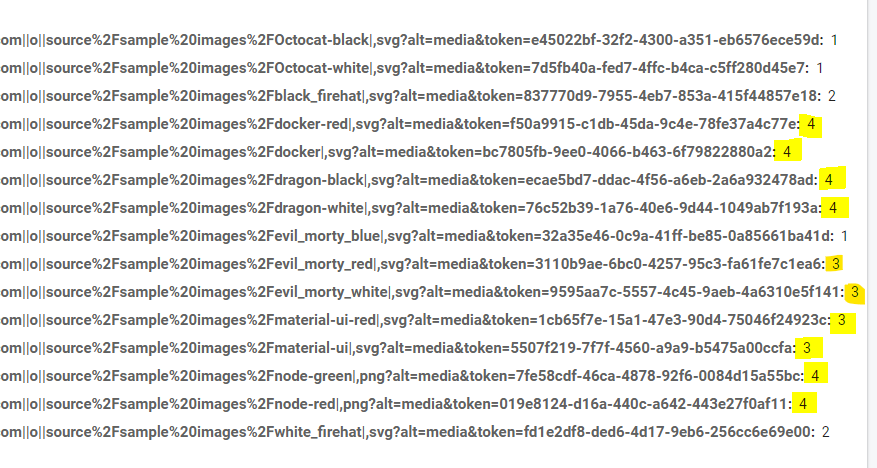 om||o||source%2Fsample%20images%2FOctocat-black|,svg?alt=media&token=e45022bf-32f2-4300-a351-eb6576ece59d: 1
om||o||source%2Fsample%20images%2FOctocat-white|,svg?alt=media&token=7d5fb40a-fed7-4ffc-b4ca-c5ff280d45e7: 1
om||o||source%2Fsample%20images%2Fblack_firehat|,svg?alt=media&token=837770d9-7955-4eb7-853a-415f44857e18: 2
om||o||source%2Fsample%20images%2Fdocker-red|,svg?alt=media&token=f50a9915-c1db-45da-9c4e-78fe37a4c77e: 4
om||o||source%2Fsample%20images%2Fdocker|,svg?alt=media&token=bc7805fb-9ee0-4066-b463-6f79822880a2: 4
om||o||source%2Fsample%20images%2Fdragon-black|,svg?alt=media&token=ecae5bd7-ddac-4f56-a6eb-2a6a932478ad: 4
om||o||source%2Fsample%20images%2Fdragon-white|,svg?alt=media&token=76c52b39-1a76-40e6-9d44-1049ab7f193a: 4
om||o||source%2Fsample%20images%2Fevil_morty_blue|,svg?alt=media&token=32a35e46-0c9a-41ff-be85-0a85661ba41d: 1
om||o||source%2Fsample%20images%2Fevil_morty_red|,svg?alt=media&token=3110b9ae-6bc0-4257-95c3-fa61fe7c1ea6: 3
om||o||source%2Fsample%20images%2Fevil_morty_white|,svg?alt=media&token=9595aa7c-5557-4c45-9aeb-4a6310e5f141: 3
om||o||source%2Fsample%20images%2Fmaterial-ui-red|,svg?alt=media&token=1cb65f7e-15a1-47e3-90d4-75046f24923c: 3
om||o||source%2Fsample%20images%2Fmaterial-ui|,svg?alt=media&token=5507f219-7f7f-4560-a9a9-b5475a00ccfa: 3
om||o||source%2Fsample%20images%2Fnode-green|,png?alt=media&token=7fe58cdf-46ca-4878-92f6-0084d15a55bc: 4
om||o||source%2Fsample%20images%2Fnode-red|,png?alt=media&token=019e8124-d16a-440c-a642-443e27f0af11: 4
om||o||source%2Fsample%20images%2Fwhite_firehat|,svg?alt=media&token=fd1e2df8-ded6-4d17-9eb6-256cc6e69e00: 2